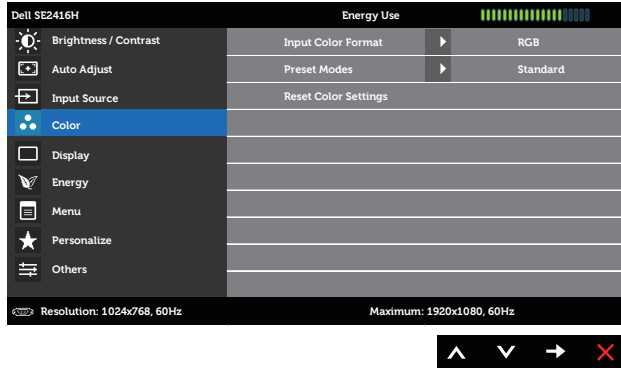 Dell SE2416H Energy Use
Brightness / Contrast
Auto Adjust
Input Source
Color
Display
Energy
Menu
Personalize
Others
Input Color Format RGB
Preset Modes Standard
Reset Color Settings
Resolution: 1024x768, 60Hz Maximum: 1920x1080, 60Hz